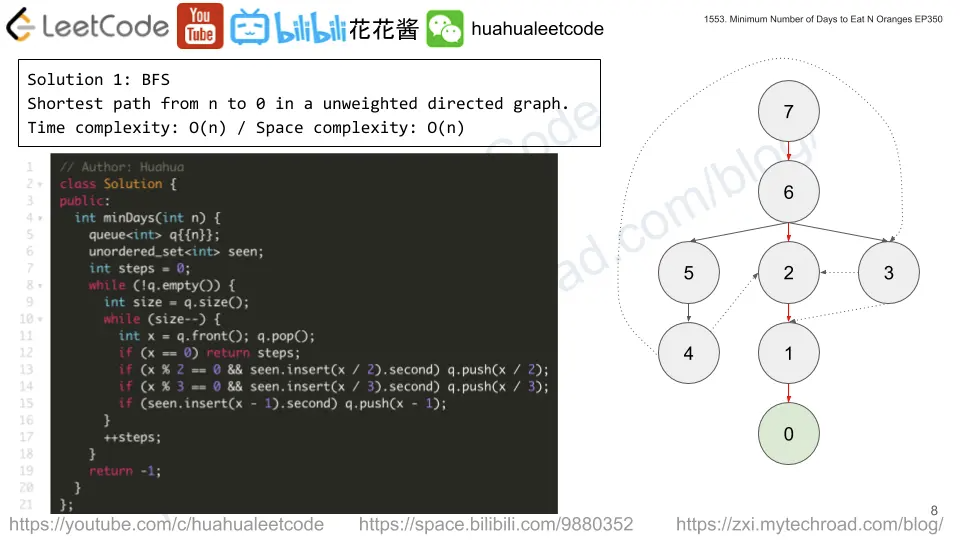 LeetCode You Tube bilibili 花花酱 huahualeetcode
1553. Minimum Number of Days to Eat N Oranges EP350
Solution 1: BFS
Shortest path from n to 0 in a unweighted directed graph.
Time complexity: O(n) / Space complexity: O(n)
1 // Author: Huahua
2 class Solution {
3 public:
4   int minDays(int n) {
5     queue<int> q{{n}};
6     unordered_set<int> seen;
7     int steps = 0;
8     while (!q.empty()) {
9       int size = q.size();
10       while (size--) {
11         int x = q.front(); q.pop();
12         if (x == 0) return steps;
13         if (x % 2 == 0 && seen.insert(x / 2).second) q.push(x / 2);
14         if (x % 3 == 0 && seen.insert(x / 3).second) q.push(x / 3);
15         if (seen.insert(x - 1).second) q.push(x - 1);
16       }
17       ++steps;
18     }
19     return -1;
20   }
21 };
7
6
5 2 3
4 1
0
8
https://youtube.com/c/huahualeetcode https://space.bilibili.com/9880352 https://zxi.mytechroad.com/blog/